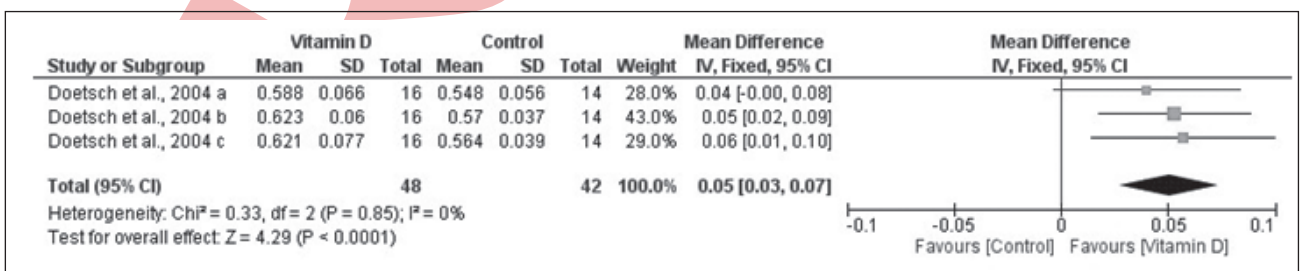 Vitamin D Control Mean Difference Mean Difference
Study or Subgroup Mean SD Total Mean SD Total Weight IV, Fixed, 95% CI IV, Fixed, 95% CI
Doetsch et al., 2004 a 0.588 0.066 16 0.548 0.056 14 28.0% 0.04 [-0.00, 0.08]
Doetsch et al., 2004 b 0.623 0.06 16 0.57 0.037 14 43.0% 0.05 [0.02, 0.09]
Doetsch et al., 2004 c 0.621 0.077 16 0.564 0.039 14 29.0% 0.06 [0.01, 0.10]
Total (95% CI) 48 42 100.0% 0.05 [0.03, 0.07]
Heterogeneity: Chi² = 0.33, df = 2 (P = 0.85); I² = 0%
Test for overall effect: Z = 4.29 (P < 0.0001)
-0.1 -0.05 0 0.05 0.1
Favours [Control] Favours [Vitamin D]